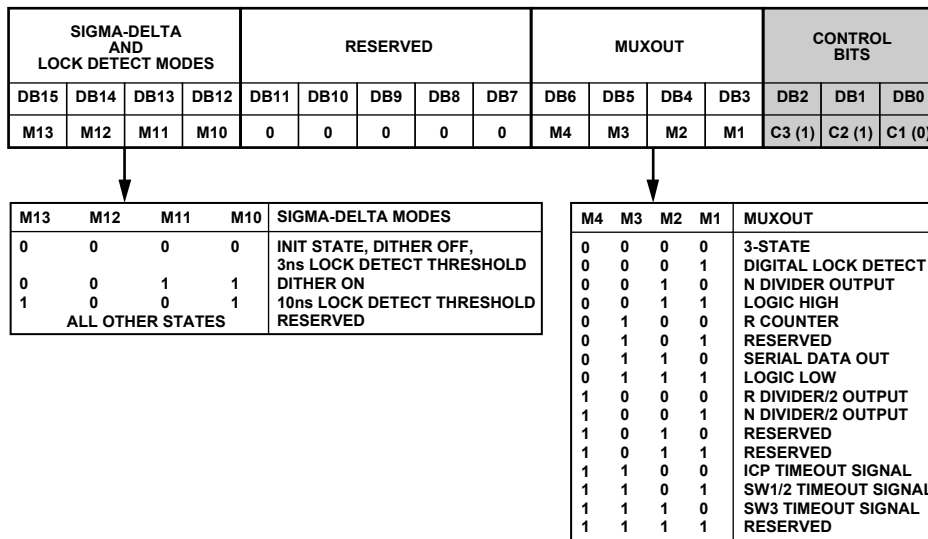 SIGMA-DELTA
AND
LOCK DETECT MODES
RESERVED
MUXOUT
CONTROL
BITS
DB15 DB14 DB13 DB12 DB11 DB10 DB9 DB8 DB7 DB6 DB5 DB4 DB3 DB2 DB1 DB0
M13 M12 M11 M10 0 0 0 0 0 M4 M3 M2 M1 C3 (1) C2 (1) C1 (0)
M13 M12 M11 M10 SIGMA-DELTA MODES
0 0 0 0 INIT STATE, DITHER OFF,
3ns LOCK DETECT THRESHOLD
0 0 1 1 DITHER ON
1 0 0 1 10ns LOCK DETECT THRESHOLD
ALL OTHER STATES RESERVED
M4 M3 M2 M1 MUXOUT
0 0 0 0 3-STATE
0 0 0 1 DIGITAL LOCK DETECT
0 0 1 0 N DIVIDER OUTPUT
0 0 1 1 LOGIC HIGH
0 1 0 0 R COUNTER
0 1 0 1 RESERVED
0 1 1 0 SERIAL DATA OUT
0 1 1 1 LOGIC LOW
1 0 0 0 R DIVIDER/2 OUTPUT
1 0 0 1 N DIVIDER/2 OUTPUT
1 0 1 0 RESERVED
1 0 1 1 RESERVED
1 1 0 0 ICP TIMEOUT SIGNAL
1 1 0 1 SW1/2 TIMEOUT SIGNAL
1 1 1 0 SW3 TIMEOUT SIGNAL
1 1 1 1 RESERVED